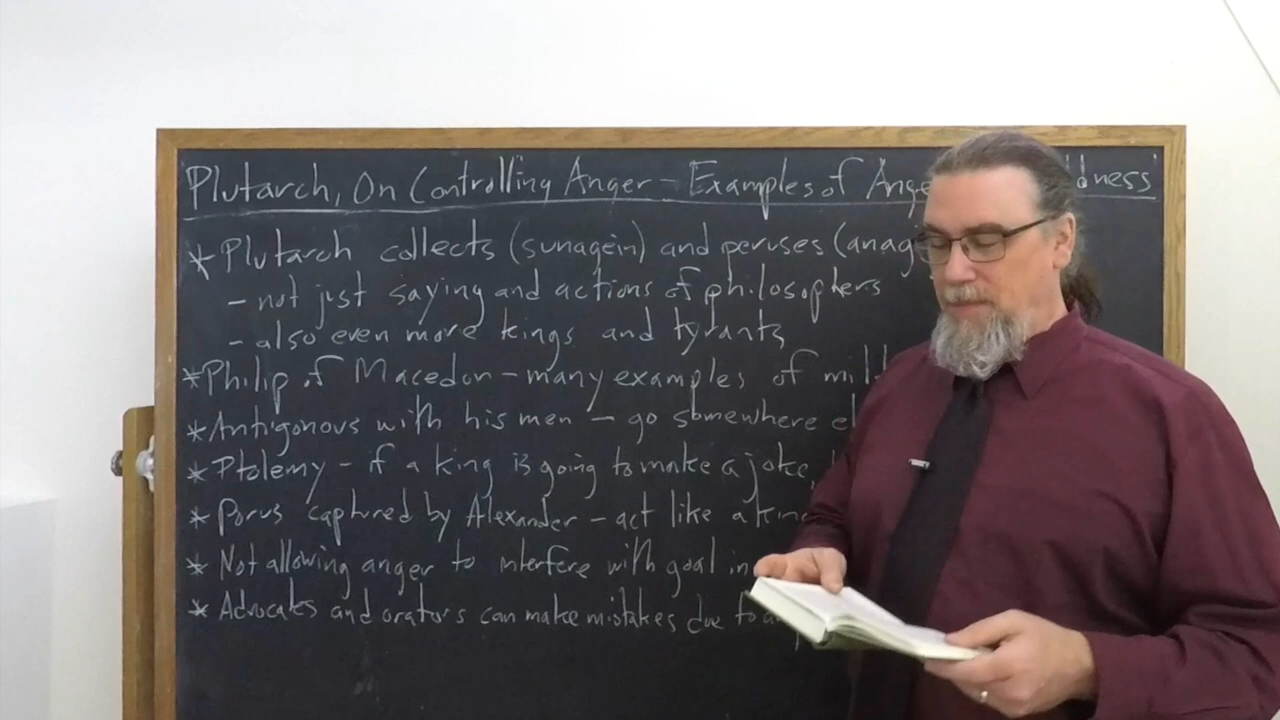 Plutarch, On Controlling Anger - Examples of Ange dness
* Plutarch collects (sunagein) and peruses (anag
- not just saying and actions of philosophers
- also even more kings and tyrants
* Philip of Macedon - many examples of mil
* Antigonous with his men - go somewhere el
* Ptolemy - if a king is going to make a joke,
* Porus captured by Alexander - act like a king
* Not allowing anger to interfere with goal in
* Advocates and orators can make mistakes due to a